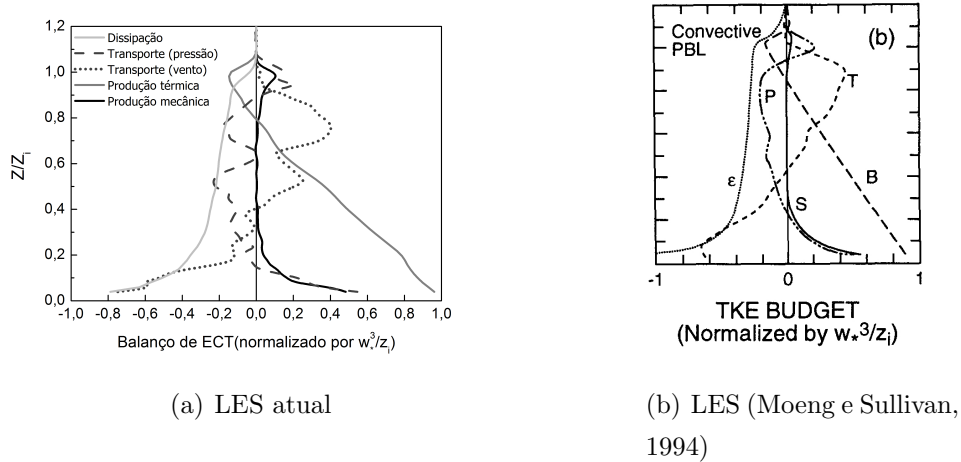 1,2
1,0
0,8
0,6
0,4
0,2
0,0
Z/Z_i
Dissipação
Transporte (pressão)
Transporte (vento)
Produção térmica
Produção mecânica
-1,0 -0,8 -0,6 -0,4 -0,2 0,0 0,2 0,4 0,6 0,8 1,0
Balanço de ECT(normalizado por w_*^3/z_i)
(a) LES atual
Convective
PBL
(b)
P
T
ε
B
S
-1 0 1
TKE BUDGET
(Normalized by w_*^3/z_i)
(b) LES (Moeng e Sullivan,
1994)